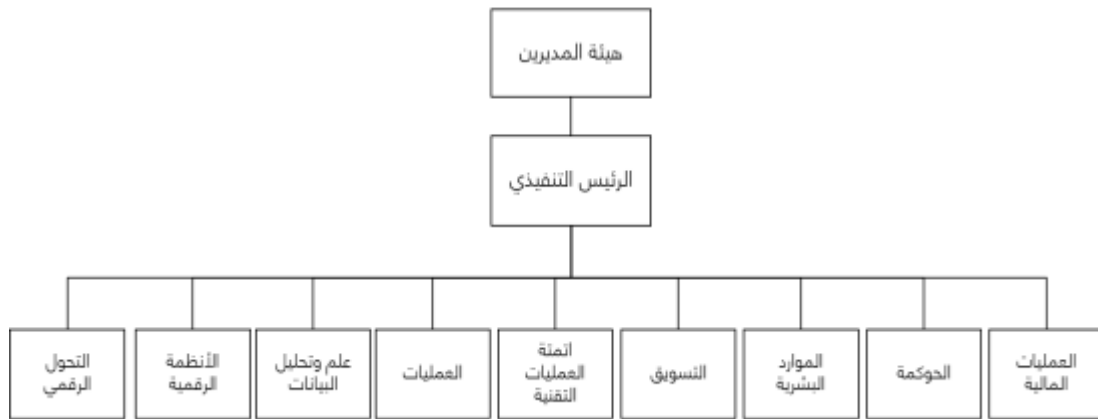 هيئة المديرين
الرئيس التنفيذي
العمليات
المالية
الحوكمة
الموارد
البشرية
التسويق
اتمتة
العمليات
التقنية
العمليات
علم وتحليل
البيانات
الأنظمة
الرقمية
التحول
الرقمي